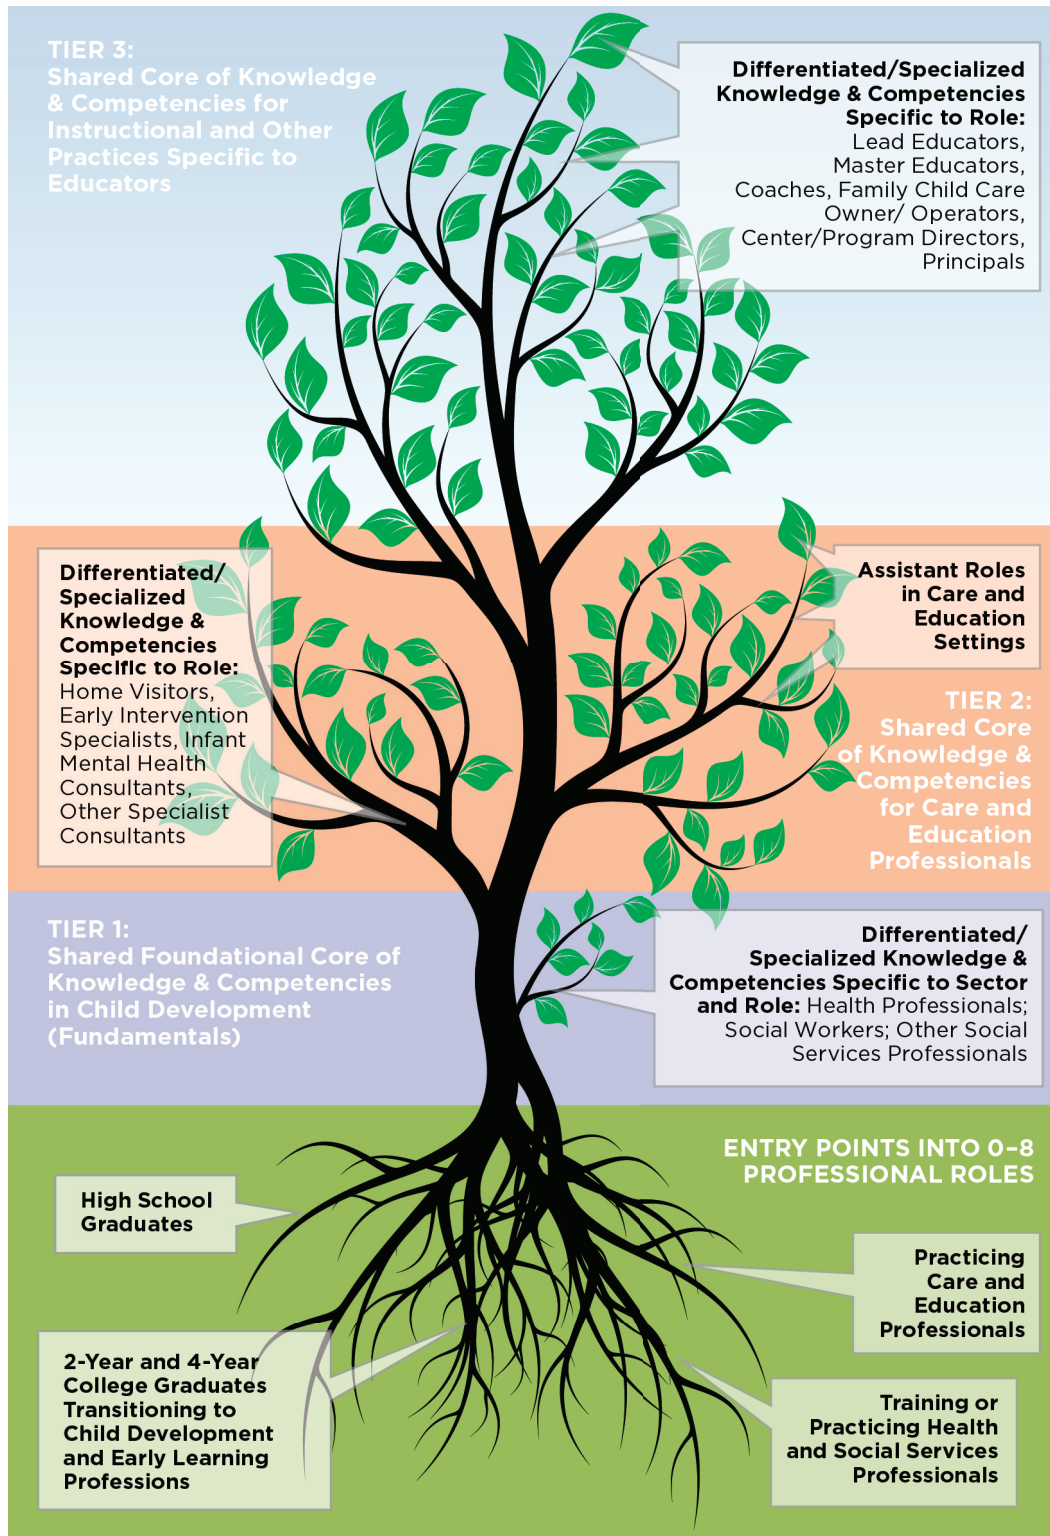 TIER 3:
Shared Core of Knowledge
& Competencies for
Instructional and Other
Practices Specific to
Educators
Differentiated/Specialized
Knowledge & Competencies
Specific to Role:
Lead Educators,
Master Educators,
Coaches, Family Child Care
Owner/ Operators,
Center/Program Directors,
Principals
Differentiated/
Specialized
Knowledge &
Competencies
Specific to Role:
Home Visitors,
Early Intervention
Specialists, Infant
Mental Health
Consultants,
Other Specialist
Consultants
Assistant Roles
in Care and
Education
Settings
TIER 2:
Shared Core
of Knowledge &
Competencies
for Care and
Education
Professionals
TIER 1:
Shared Foundational Core of
Knowledge & Competencies
in Child Development
(Fundamentals)
Differentiated/
Specialized Knowledge &
Competencies Specific to Sector
and Role: Health Professionals;
Social Workers; Other Social
Services Professionals
ENTRY POINTS INTO 0–8
PROFESSIONAL ROLES
High School
Graduates
Practicing
Care and
Education
Professionals
2-Year and 4-Year
College Graduates
Transitioning to
Child Development
and Early Learning
Professions
Training or
Practicing Health
and Social Services
Professionals